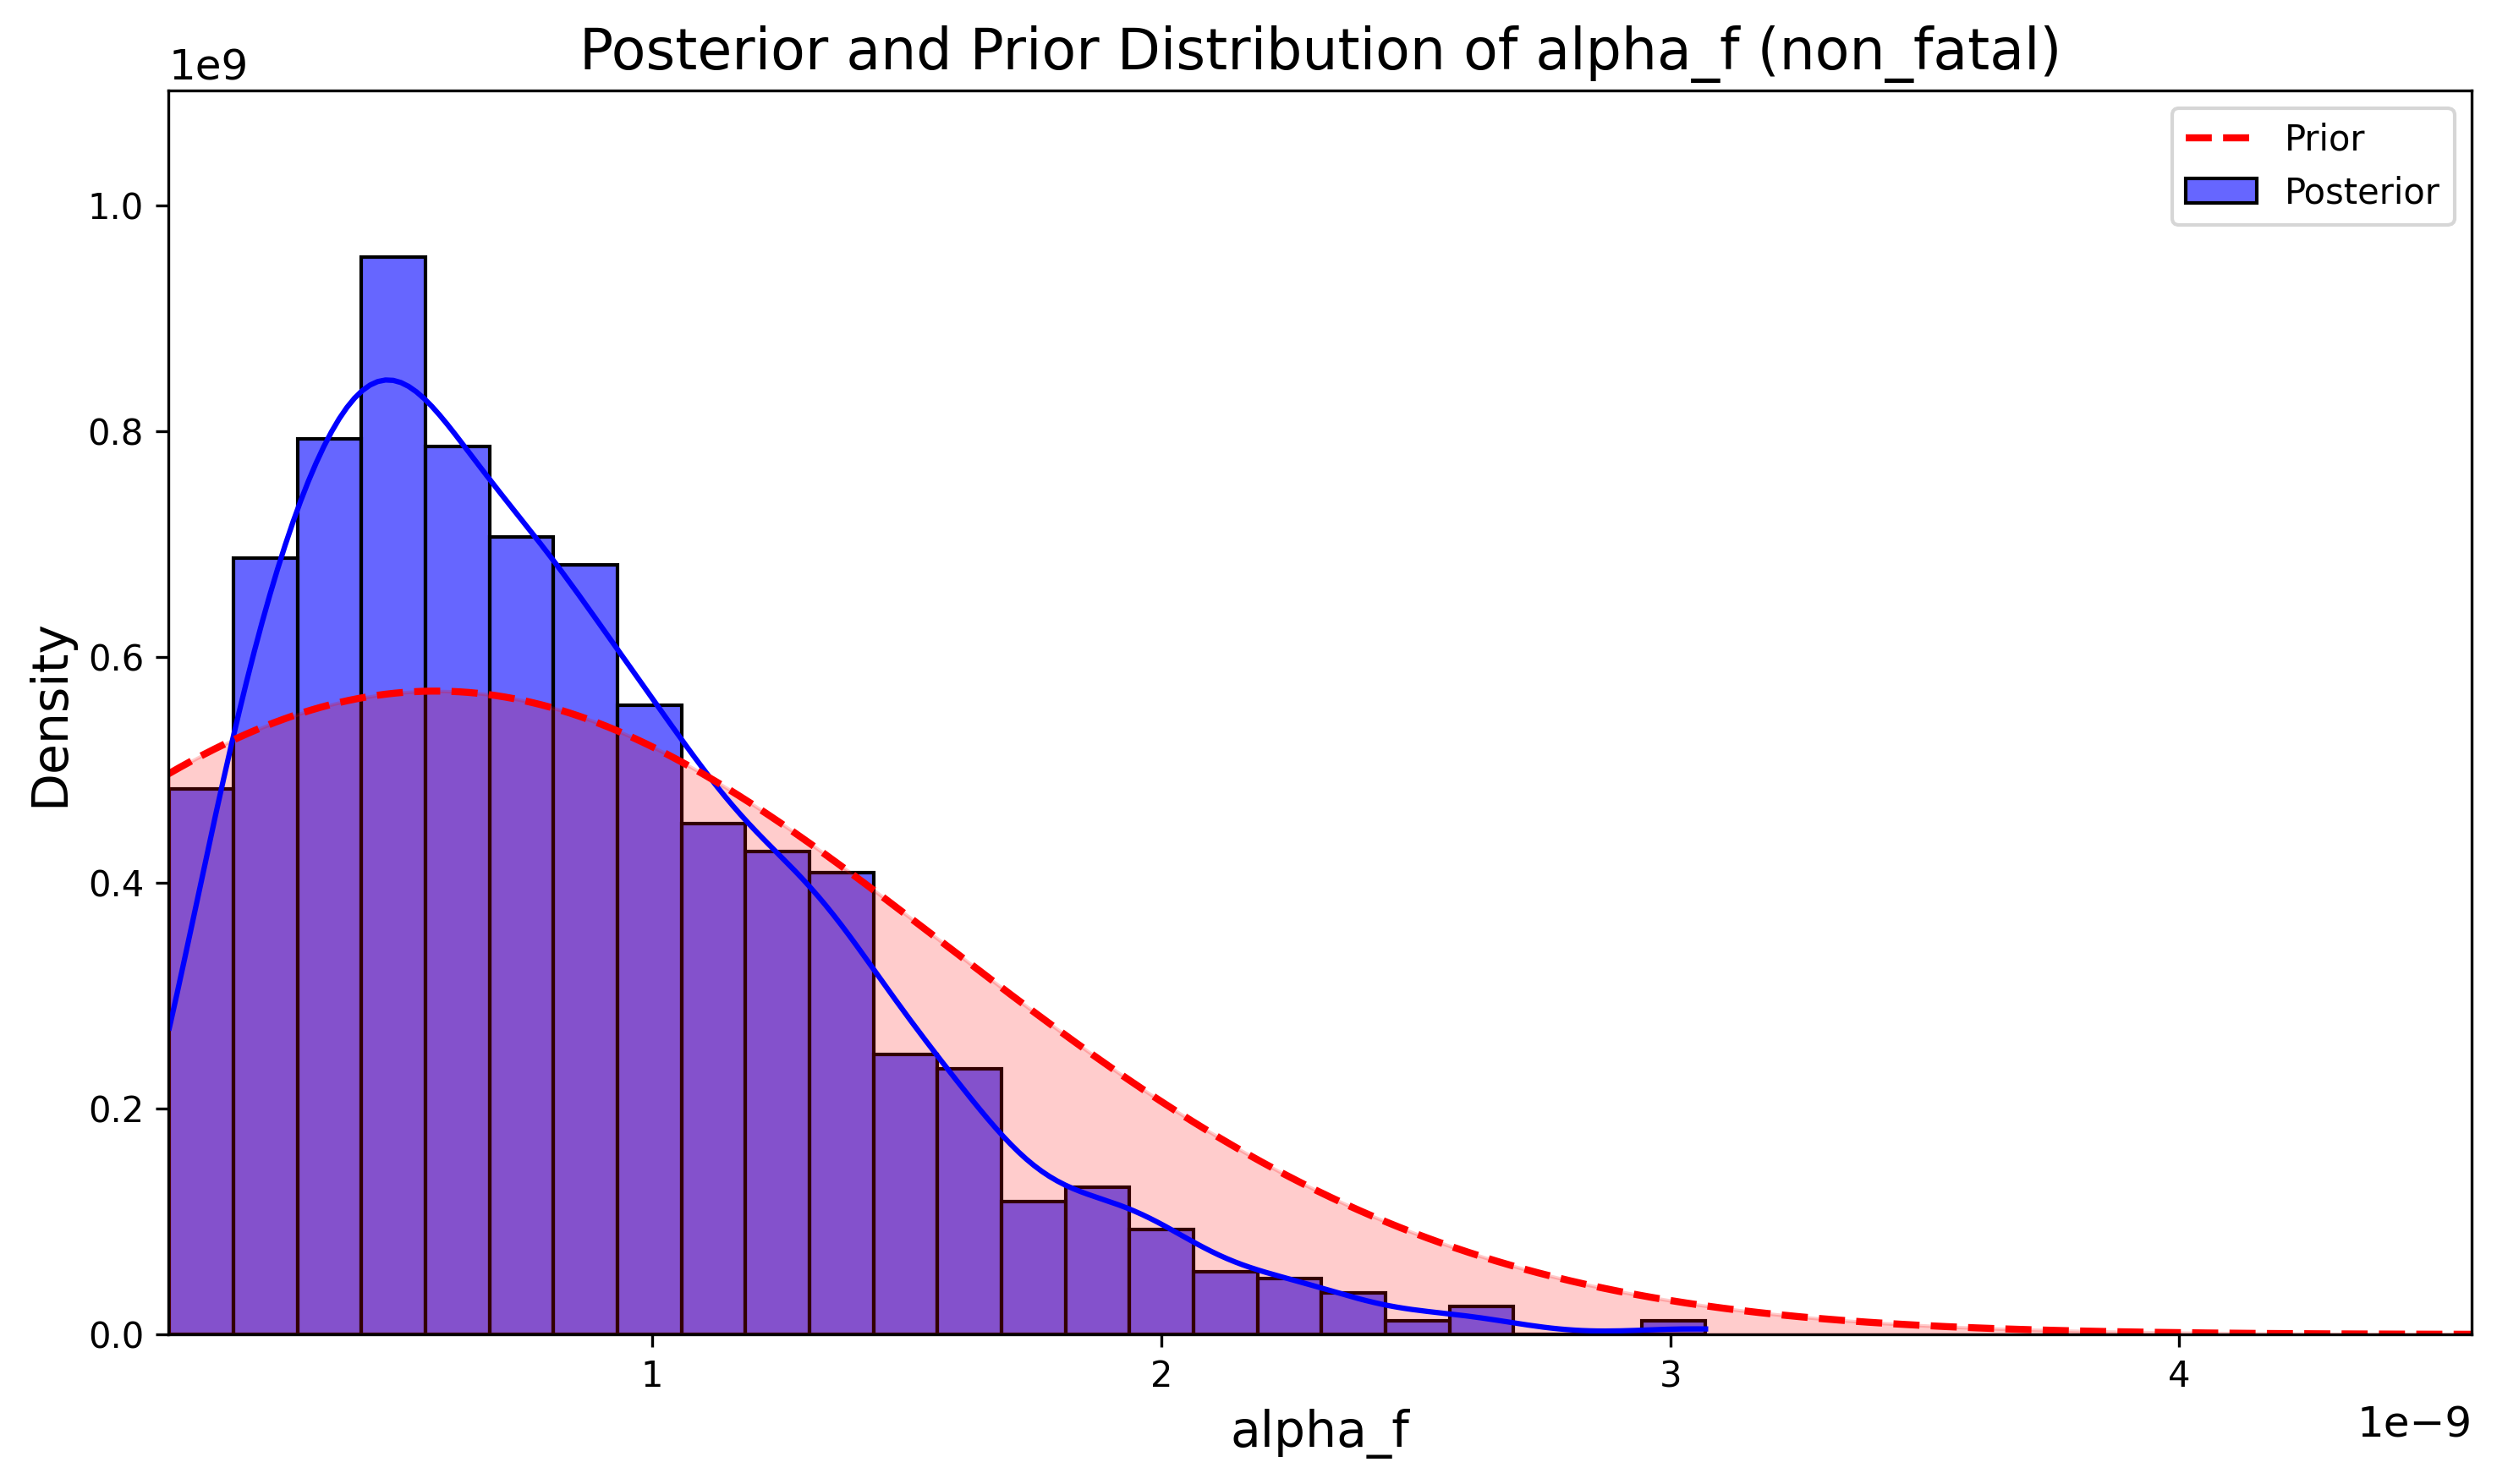 Posterior and Prior Distribution of alpha_f (non_fatal)
1e9
Prior
Posterior
1.0
0.8
0.6
0.4
0.2
0.0
Density
1
2
3
4
1e−9
alpha_f